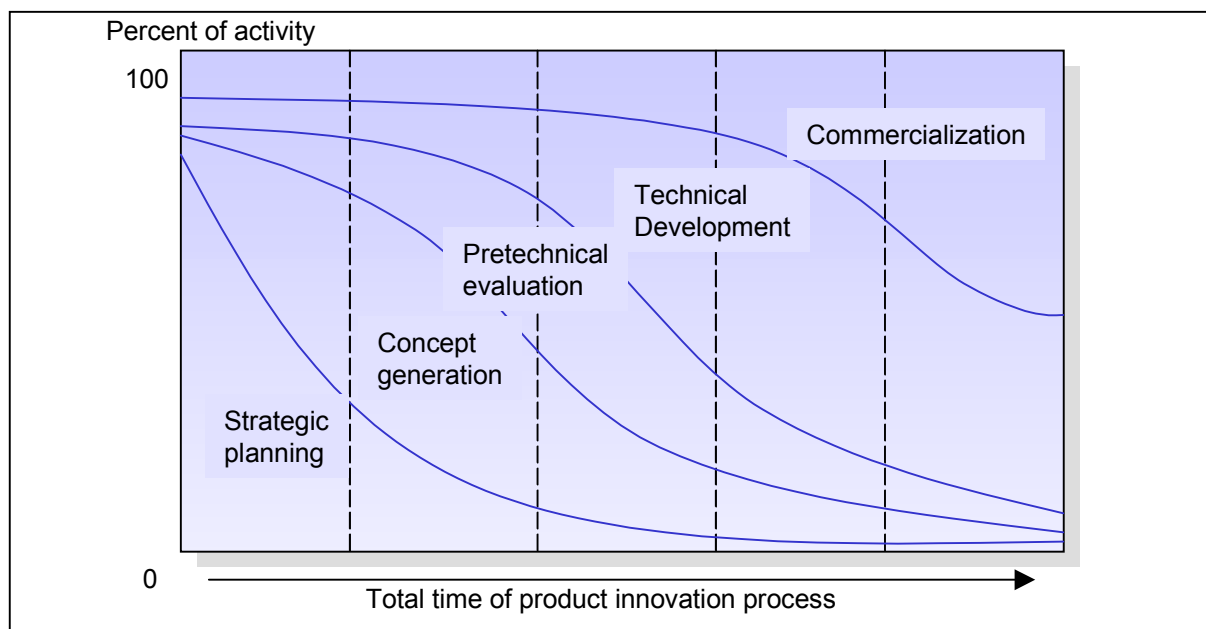 Percent of activity
100
Commercialization
Technical
Development
Pretechnical
evaluation
Concept
generation
Strategic
planning
0
Total time of product innovation process